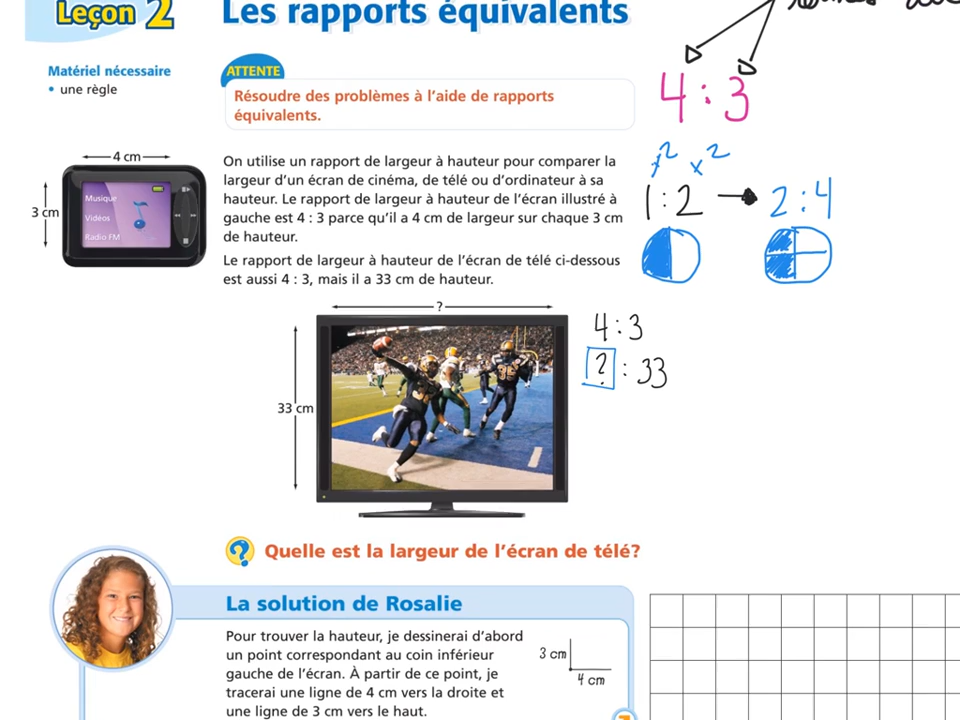 Leçon 2
Les rapports équivalents
Matériel nécessaire
• une règle
ATTENTE
Résoudre des problèmes à l'aide de rapports
équivalents.
4 : 3
4 cm
3 cm
Musique
Vidéos
Radio FM
On utilise un rapport de largeur à hauteur pour comparer la
largeur d'un écran de cinéma, de télé ou d'ordinateur à sa
hauteur. Le rapport de largeur à hauteur de l'écran illustré à
gauche est 4 : 3 parce qu'il a 4 cm de largeur sur chaque 3 cm
de hauteur.
Le rapport de largeur à hauteur de l'écran de télé ci-dessous
est aussi 4 : 3, mais il a 33 cm de hauteur.
x2 x2
1 : 2 → 2 : 4
?
33 cm
4 : 3
? : 33
? Quelle est la largeur de l'écran de télé?
La solution de Rosalie
Pour trouver la hauteur, je dessinerai d'abord
un point correspondant au coin inférieur
gauche de l'écran. À partir de ce point, je
tracerai une ligne de 4 cm vers la droite et
une ligne de 3 cm vers le haut.
3 cm
4 cm